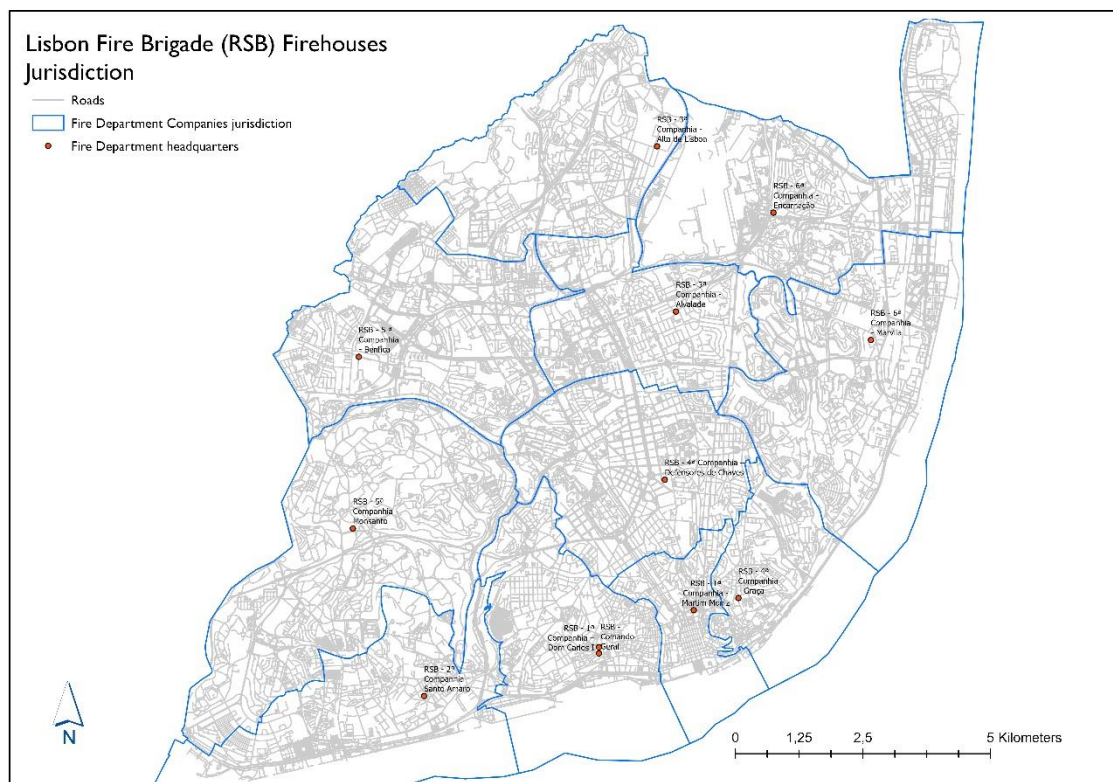 Lisbon Fire Brigade (RSB) Firehouses
Jurisdiction
Roads
Fire Department Companies jurisdiction
Fire Department headquarters
RSB - 3ª
Companhia -
Alta de Lisboa
RSB - 6ª
Companhia -
Encarnação
RSB - 3ª
Companhia -
Alvalade
RSB - 6ª
Companhia
- Marvila
RSB - 5 ª
Companhia
- Benfica
RSB - 4ª Companhia -
Defensores de Chaves
RSB - 5ª
Companhia
Monsanto
RSB - 4ª
Companhia
Graça
RSB - 1ª
Companhia -
Martim Moniz
RSB - 1ª
Companhia -
Dom Carlos I
RSB -
Comando
Geral
RSB - 2ª
Companhia
Santo Amaro
N
0 1,25 2,5 5 Kilometers